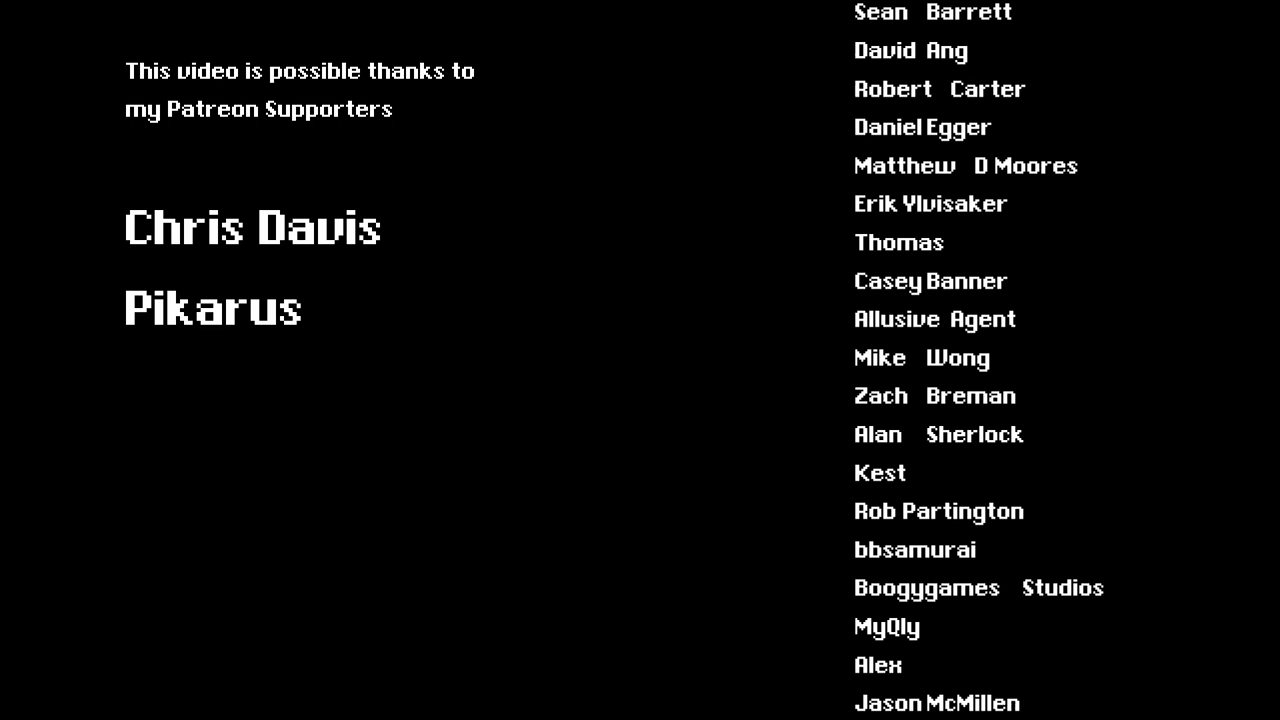 This video is possible thanks to
my Patreon Supporters
Chris Davis
Pikarus
Sean Barrett
David Ang
Robert Carter
Daniel Egger
Matthew D Moores
Erik Ylvisaker
Thomas
Casey Banner
Allusive Agent
Mike Wong
Zach Breman
Alan Sherlock
Kest
Rob Partington
bbsamurai
Boogygames Studios
MyQly
Alex
Jason McMillen